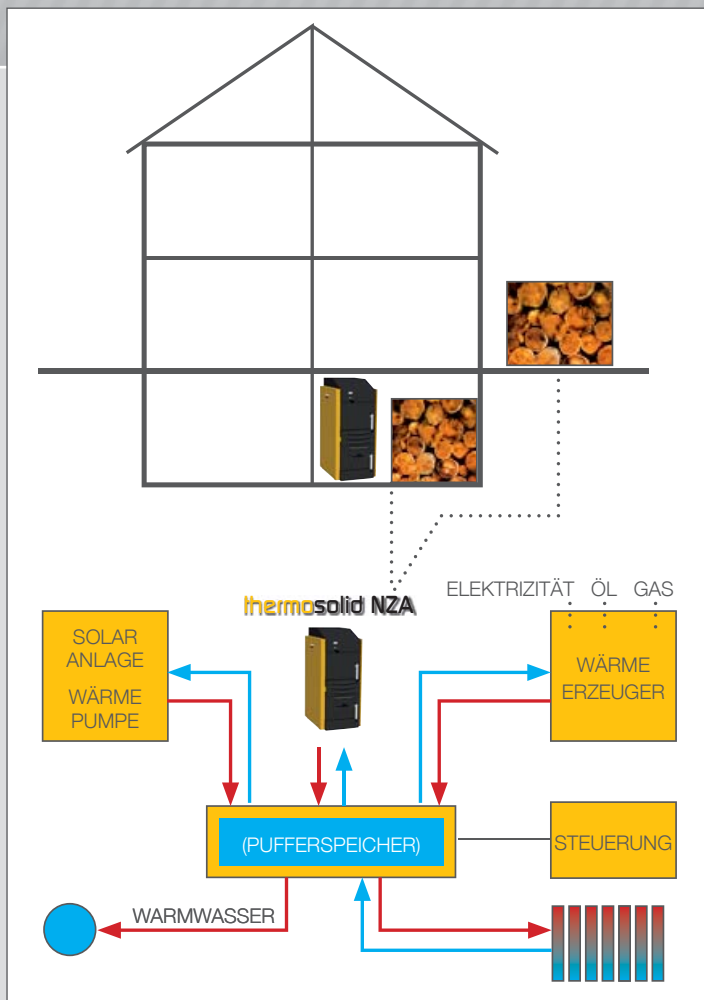 ELEKTRIZITÄT ÖL GAS
thermosolid NZA
SOLAR
ANLAGE
WÄRME
PUMPE
WÄRME
ERZEUGER
(PUFFERSPEICHER)
STEUERUNG
WARMWASSER